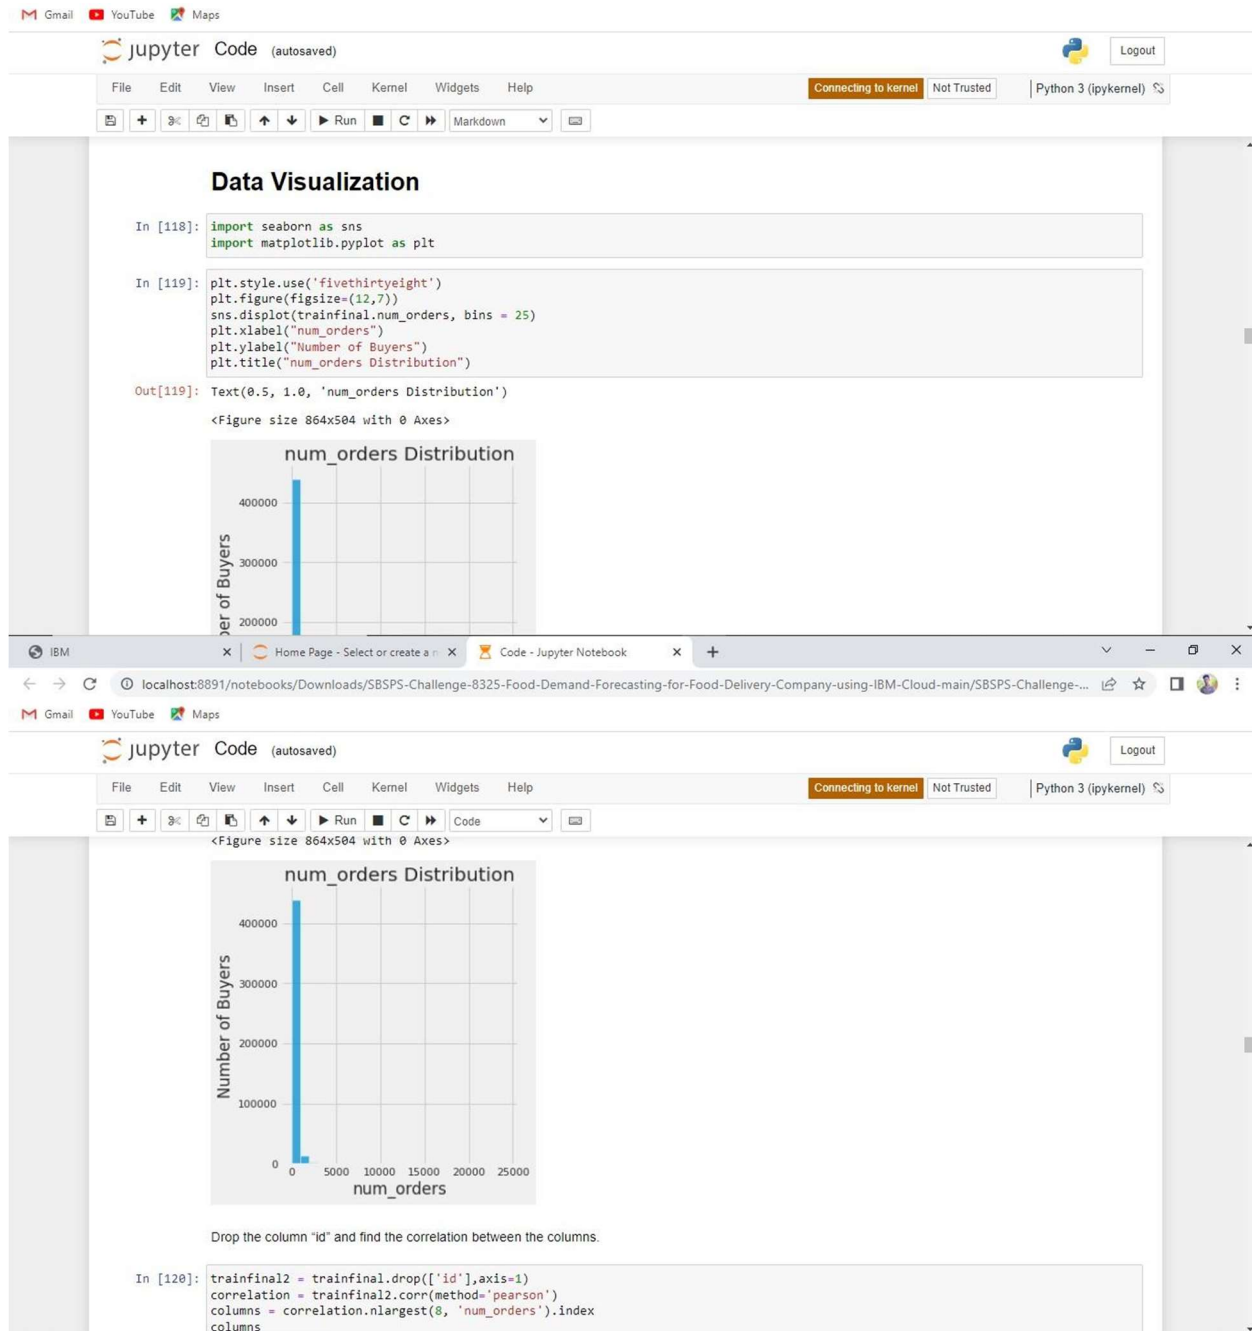 Gmail YouTube Maps
jupyter Code (autosaved) Logout
File Edit View Insert Cell Kernel Widgets Help Connecting to kernel Not Trusted Python 3 (ipykernel)
Run Markdown
Data Visualization
In [118]: import seaborn as sns
import matplotlib.pyplot as plt
In [119]: plt.style.use('fivethirtyeight')
plt.figure(figsize=(12,7))
sns.displot(trainfinal.num_orders, bins = 25)
plt.xlabel("num_orders")
plt.ylabel("Number of Buyers")
plt.title("num_orders Distribution")
Out[119]: Text(0.5, 1.0, 'num_orders Distribution')
<Figure size 864x504 with 0 Axes>
num_orders Distribution
400000
300000
200000
er of Buyers
IBM Home Page - Select or create a n Code - Jupyter Notebook
localhost:8891/notebooks/Downloads/SBSPS-Challenge-8325-Food-Demand-Forecasting-for-Food-Delivery-Company-using-IBM-Cloud-main/SBSPS-Challenge-...
Gmail YouTube Maps
jupyter Code (autosaved) Logout
File Edit View Insert Cell Kernel Widgets Help Connecting to kernel Not Trusted Python 3 (ipykernel)
Run Code
<Figure size 864x504 with 0 Axes>
num_orders Distribution
400000
300000
200000
100000
0
Number of Buyers
0 5000 10000 15000 20000 25000
num_orders
Drop the column “id” and find the correlation between the columns.
In [120]: trainfinal2 = trainfinal.drop(['id'],axis=1)
correlation = trainfinal2.corr(method='pearson')
columns = correlation.nlargest(8, 'num_orders').index
columns